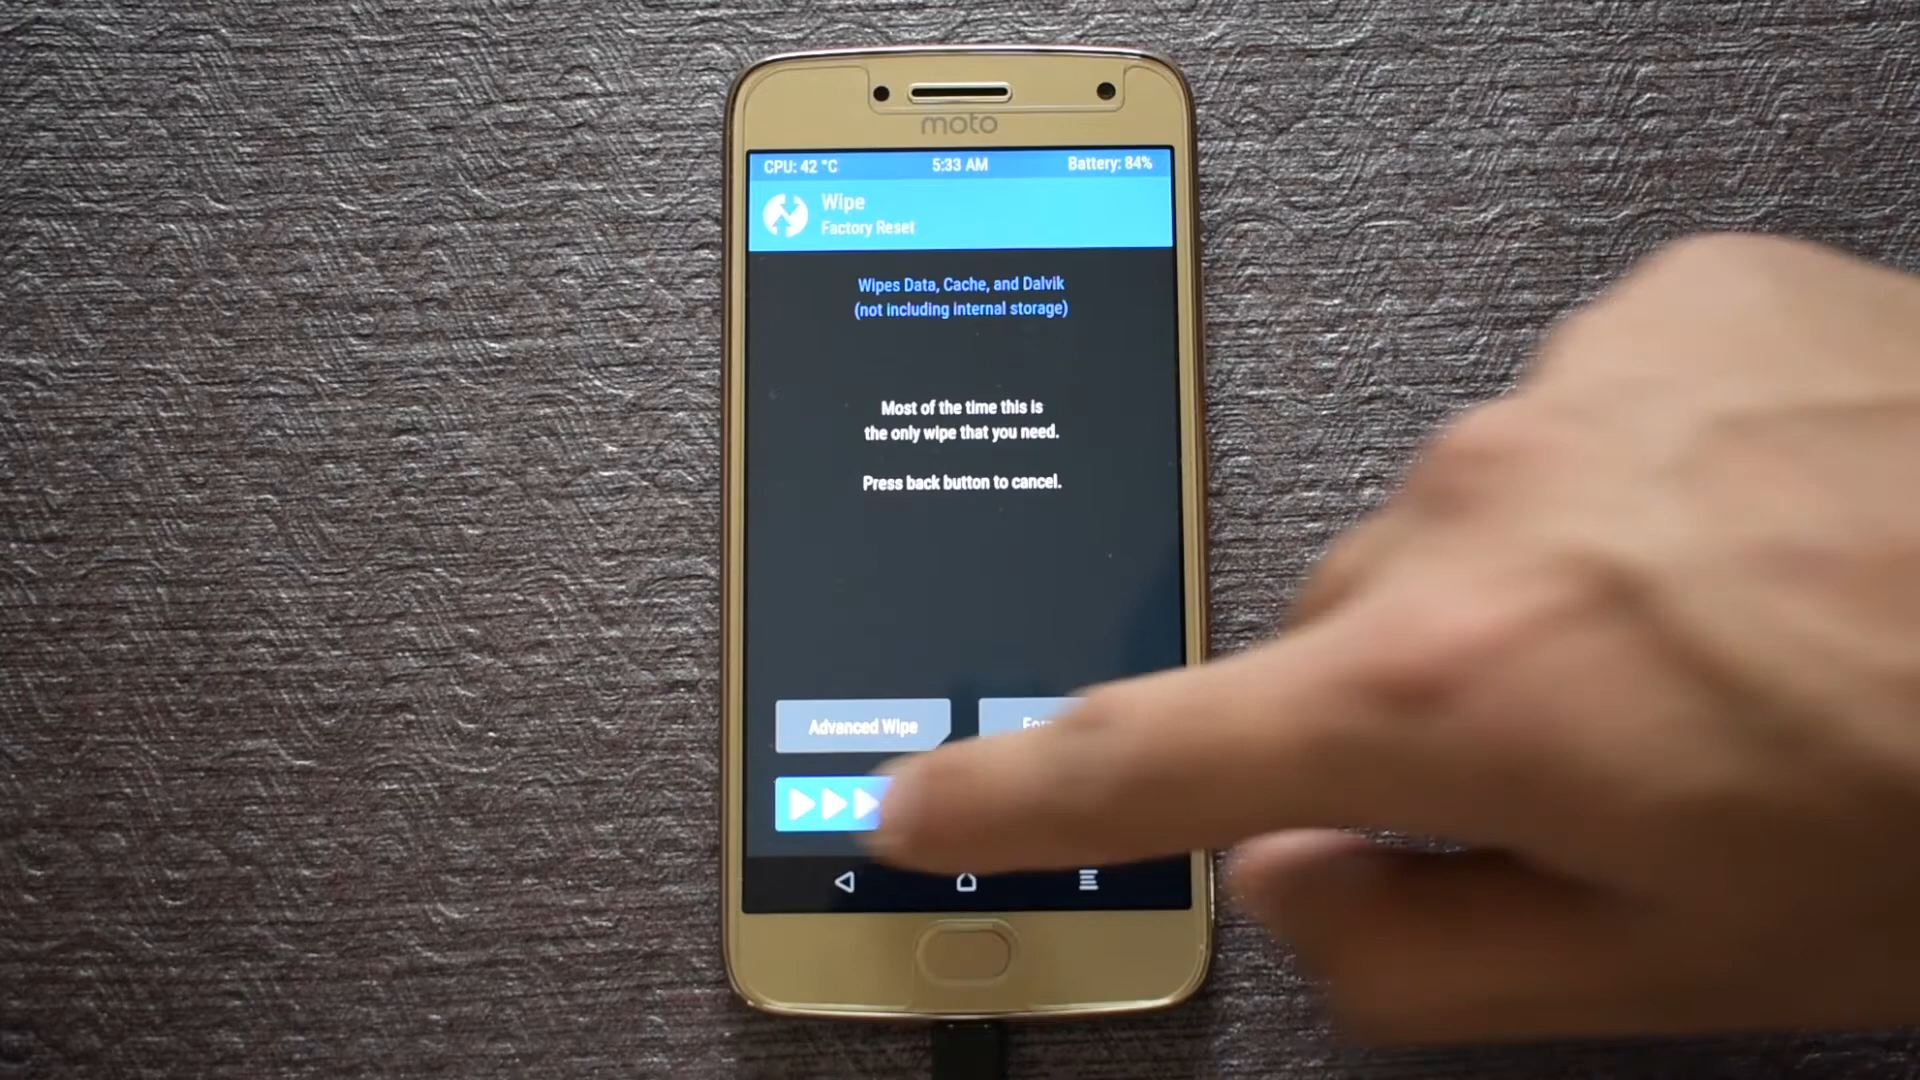 moto
CPU: 42 °C 5:33 AM Battery: 84%
Wipe
Factory Reset
Wipes Data, Cache, and Dalvik
(not including internal storage)
Most of the time this is
the only wipe that you need.
Press back button to cancel.
Advanced Wipe